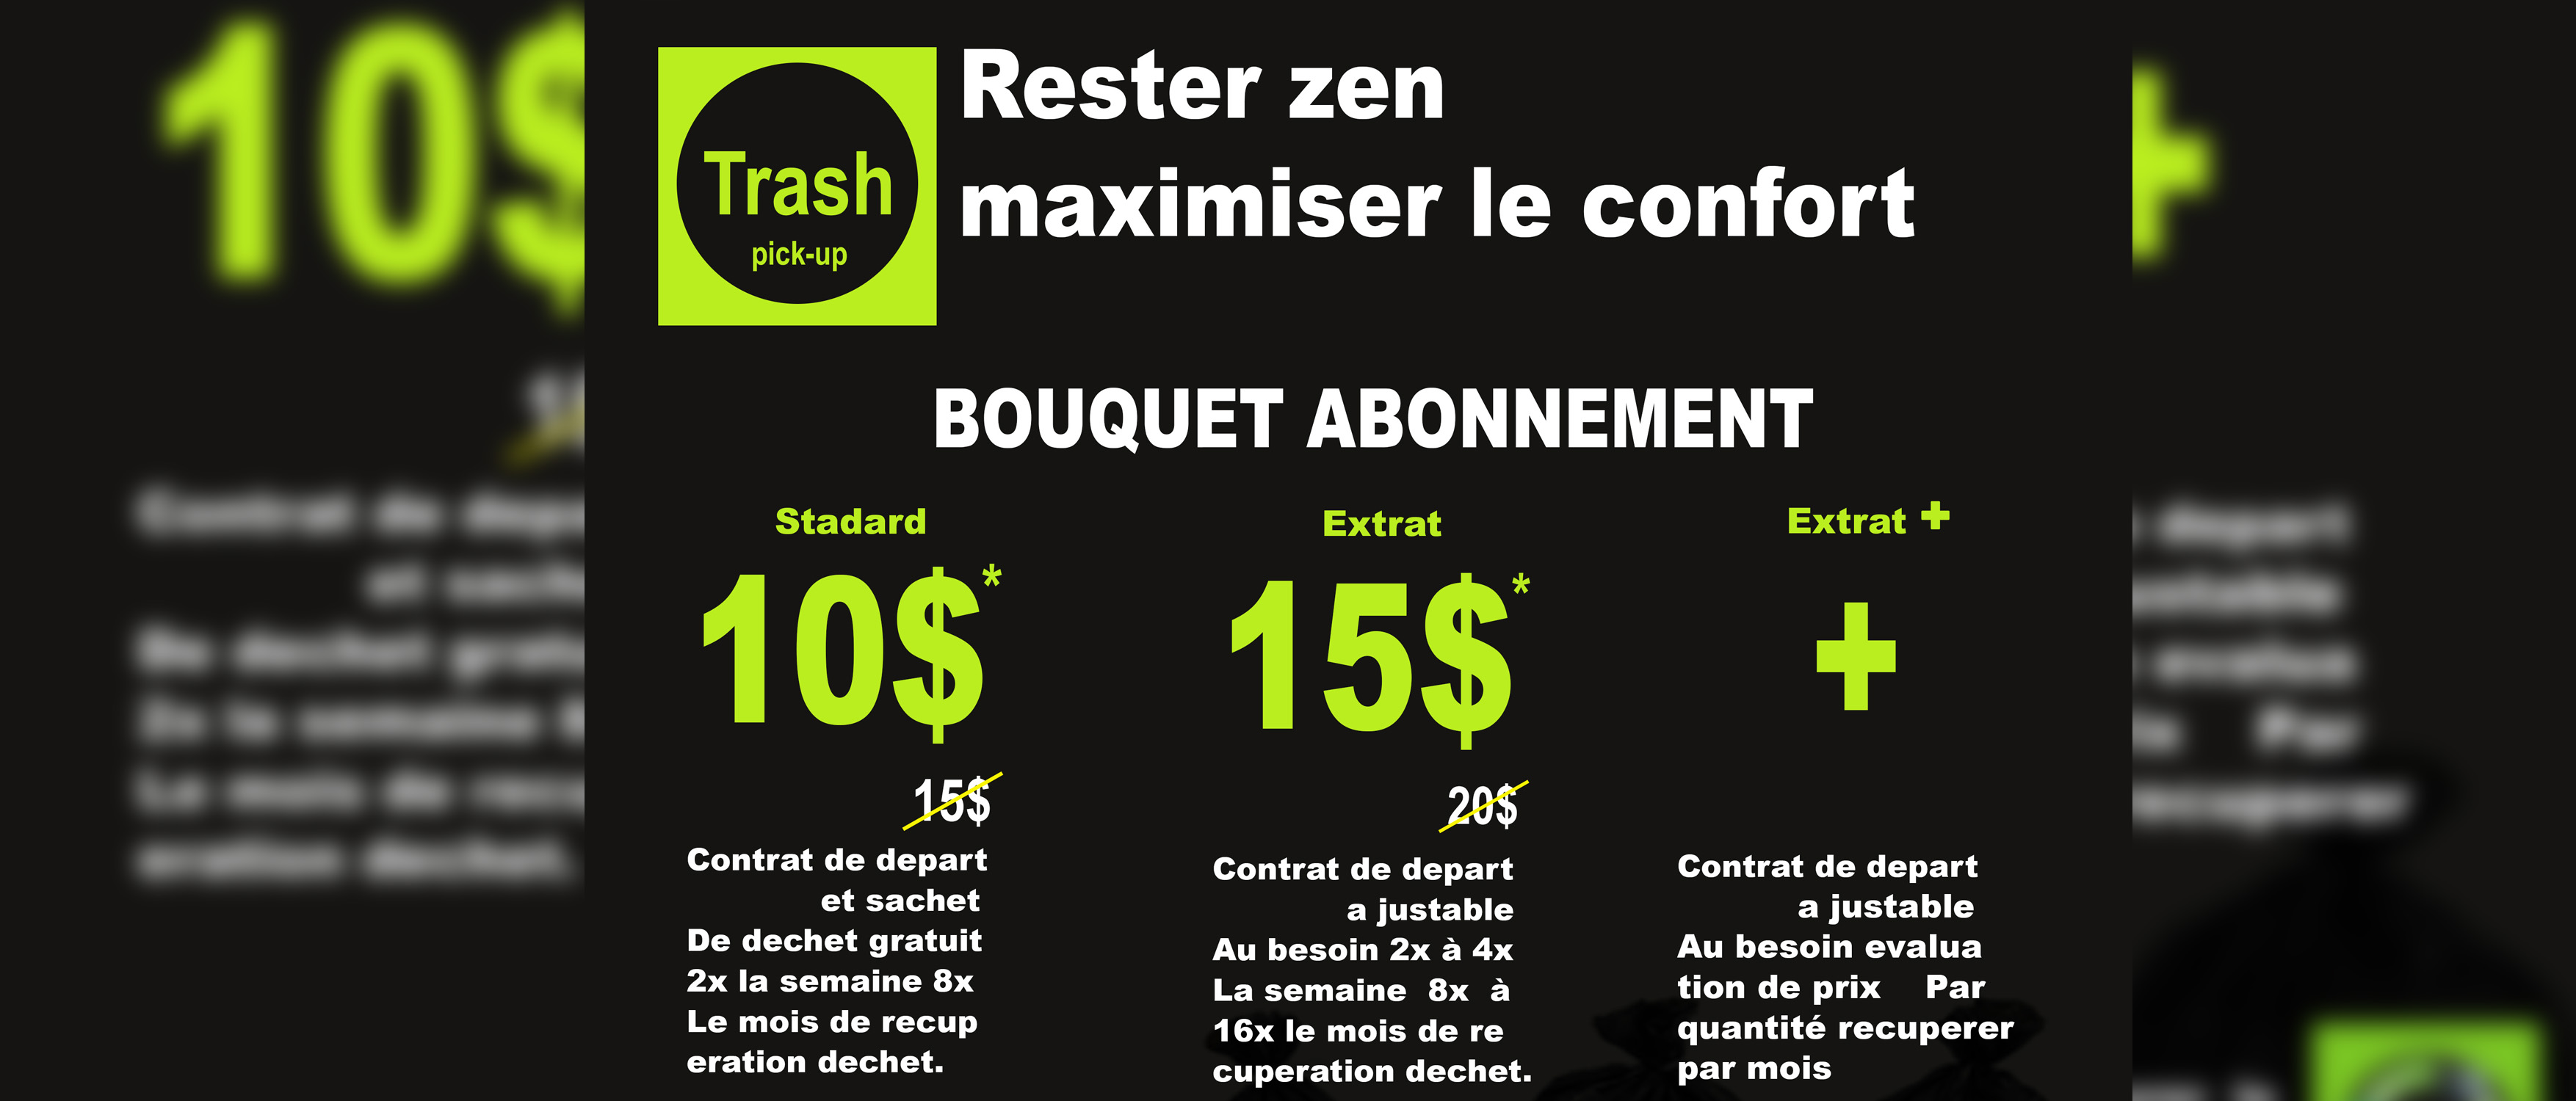 Trash
pick-up
Rester zen
maximiser le confort
BOUQUET ABONNEMENT
Stadard
10$*
15$
Contrat de depart
et sachet
De dechet gratuit
2x la semaine 8x
Le mois de recup
eration dechet.
Extrat
15$*
20$
Contrat de depart
a justable
Au besoin 2x à 4x
La semaine 8x à
16x le mois de re
cuperation dechet.
Extrat +
+
Contrat de depart
a justable
Au besoin evalua
tion de prix Par
quantité recuperer
par mois